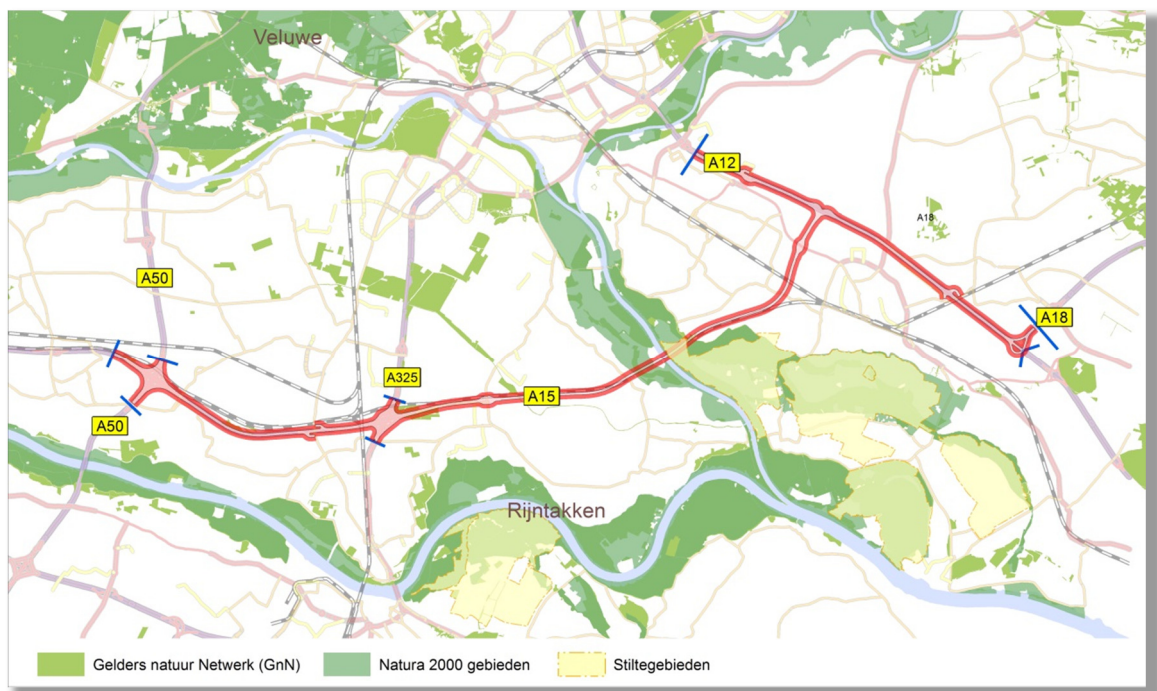 Veluwe
A12
A18
A50
A18
A325
A15
A50
Rijntakken
Gelders natuur Netwerk (GnN)
Natura 2000 gebieden
Stiltegebieden